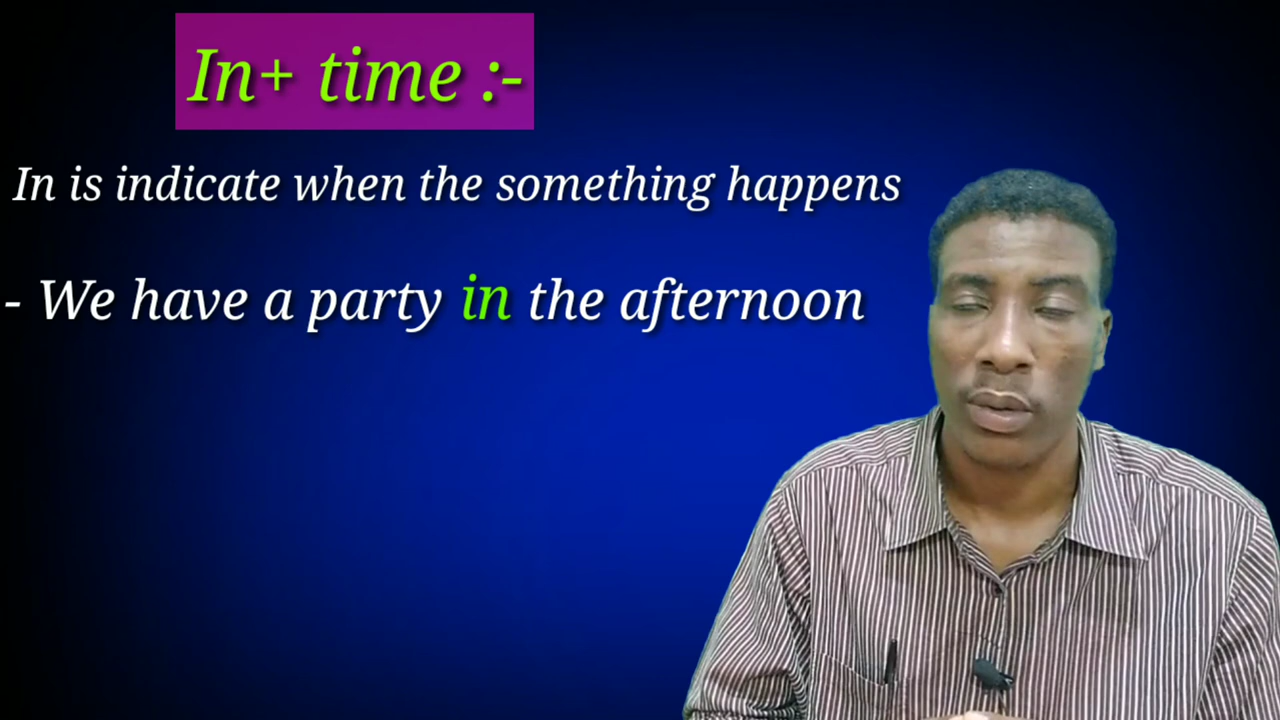 In+ time :-
In is indicate when the something happens
- We have a party in the afternoon